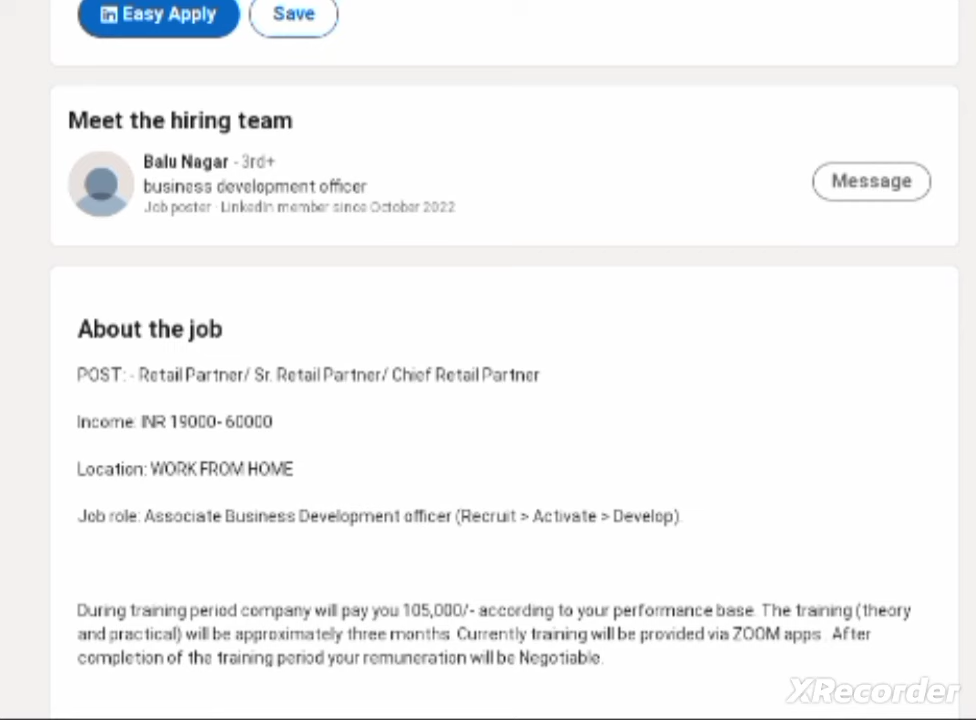 Easy Apply
Save
Meet the hiring team
Balu Nagar · 3rd+
business development officer
Job poster · LinkedIn member since October 2022
Message
About the job
POST: - Retail Partner/ Sr. Retail Partner/ Chief Retail Partner
Income: INR 19000- 60000
Location: WORK FROM HOME
Job role: Associate Business Development officer (Recruit > Activate > Develop).
During training period company will pay you 105,000/- according to your performance base. The training (theory
and practical) will be approximately three months. Currently training will be provided via ZOOM apps . After
completion of the training period your remuneration will be Negotiable.
XRecorder